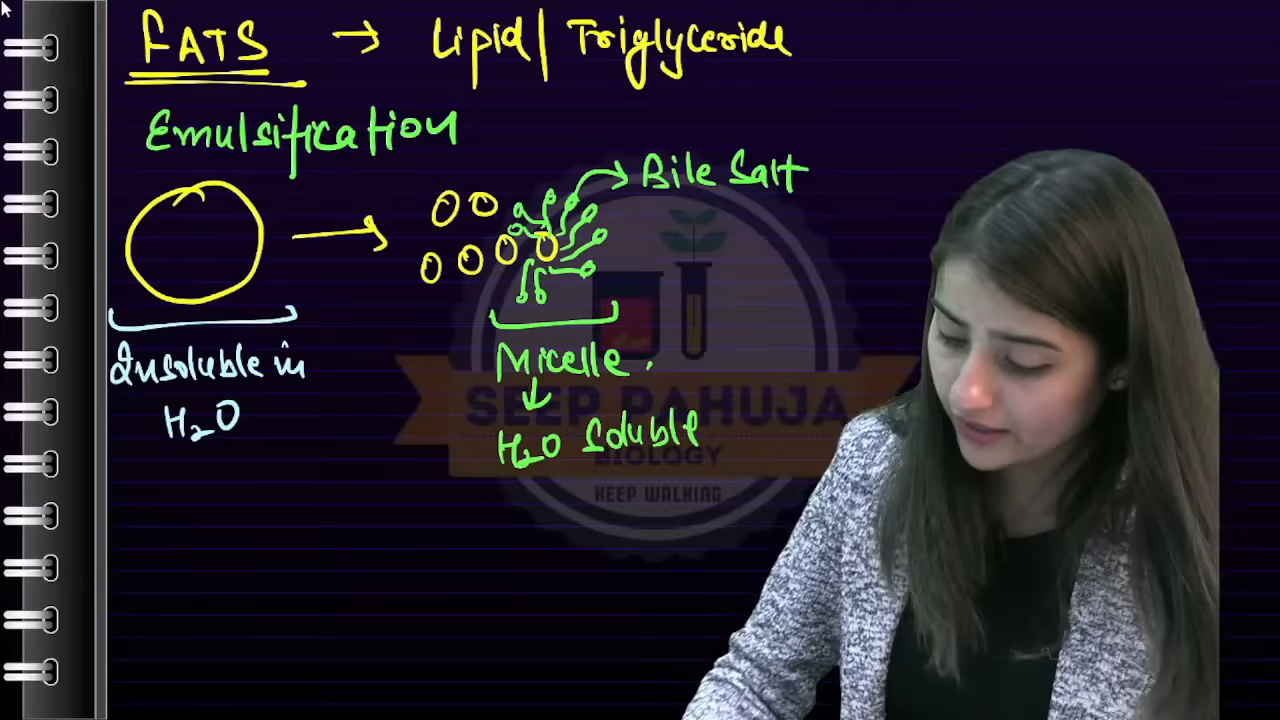 FATS → Lipid/Triglyceride
Emulsification
Bile Salt
Insoluble in
H₂O
Micelle.
H₂O Soluble
SEEP PAHUJA
BIOLOGY
KEEP WALKING